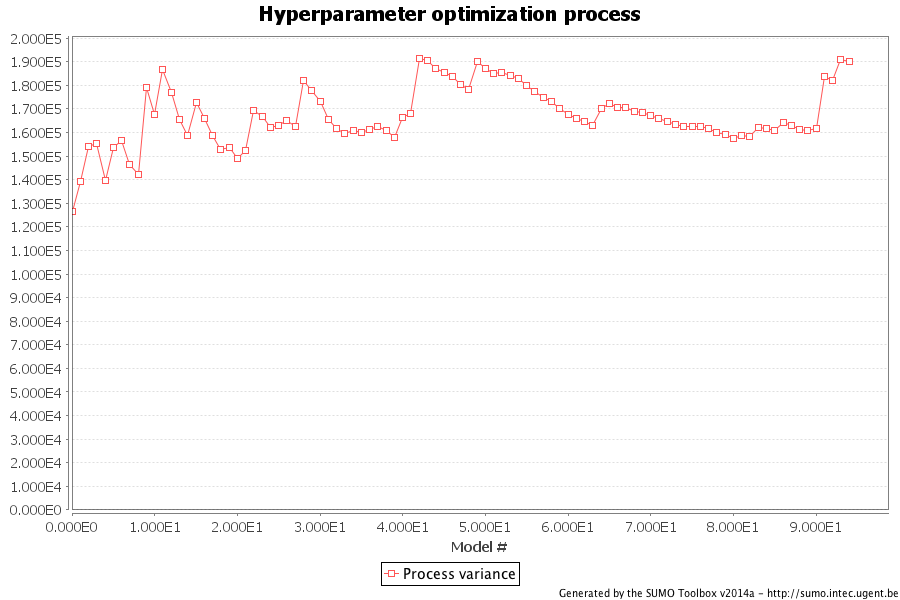 Hyperparameter optimization process
2.000E5
1.900E5
1.800E5
1.700E5
1.600E5
1.500E5
1.400E5
1.300E5
1.200E5
1.100E5
1.000E5
9.000E4
8.000E4
7.000E4
6.000E4
5.000E4
4.000E4
3.000E4
2.000E4
1.000E4
0.000E0
0.000E0 1.000E1 2.000E1 3.000E1 4.000E1 5.000E1 6.000E1 7.000E1 8.000E1 9.000E1
Model #
Process variance
Generated by the SUMO Toolbox v2014a - http://sumo.intec.ugent.be